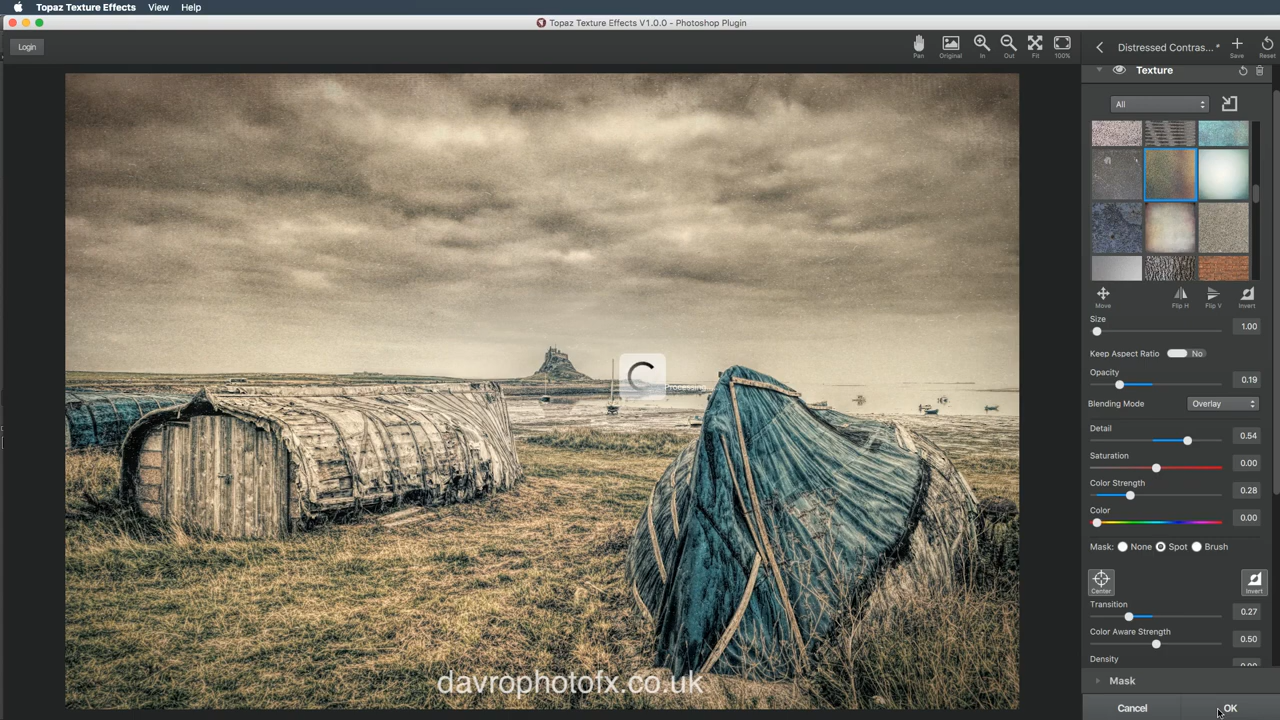 Topaz Texture Effects View Help
Topaz Texture Effects V1.0.0 - Photoshop Plugin
Login
Pan Original In Out Fit 100%
Distressed Contras... *
Save Reset
Texture
All
Move Flip H Flip V Invert
Size 1.00
Keep Aspect Ratio No
Opacity 0.19
Blending Mode Overlay
Processing...
Detail 0.54
Saturation 0.00
Color Strength 0.28
Color 0.00
Mask: None Spot Brush
Center Invert
Transition 0.27
Color Aware Strength 0.50
Density
Mask
davrophotofx.co.uk
Cancel OK